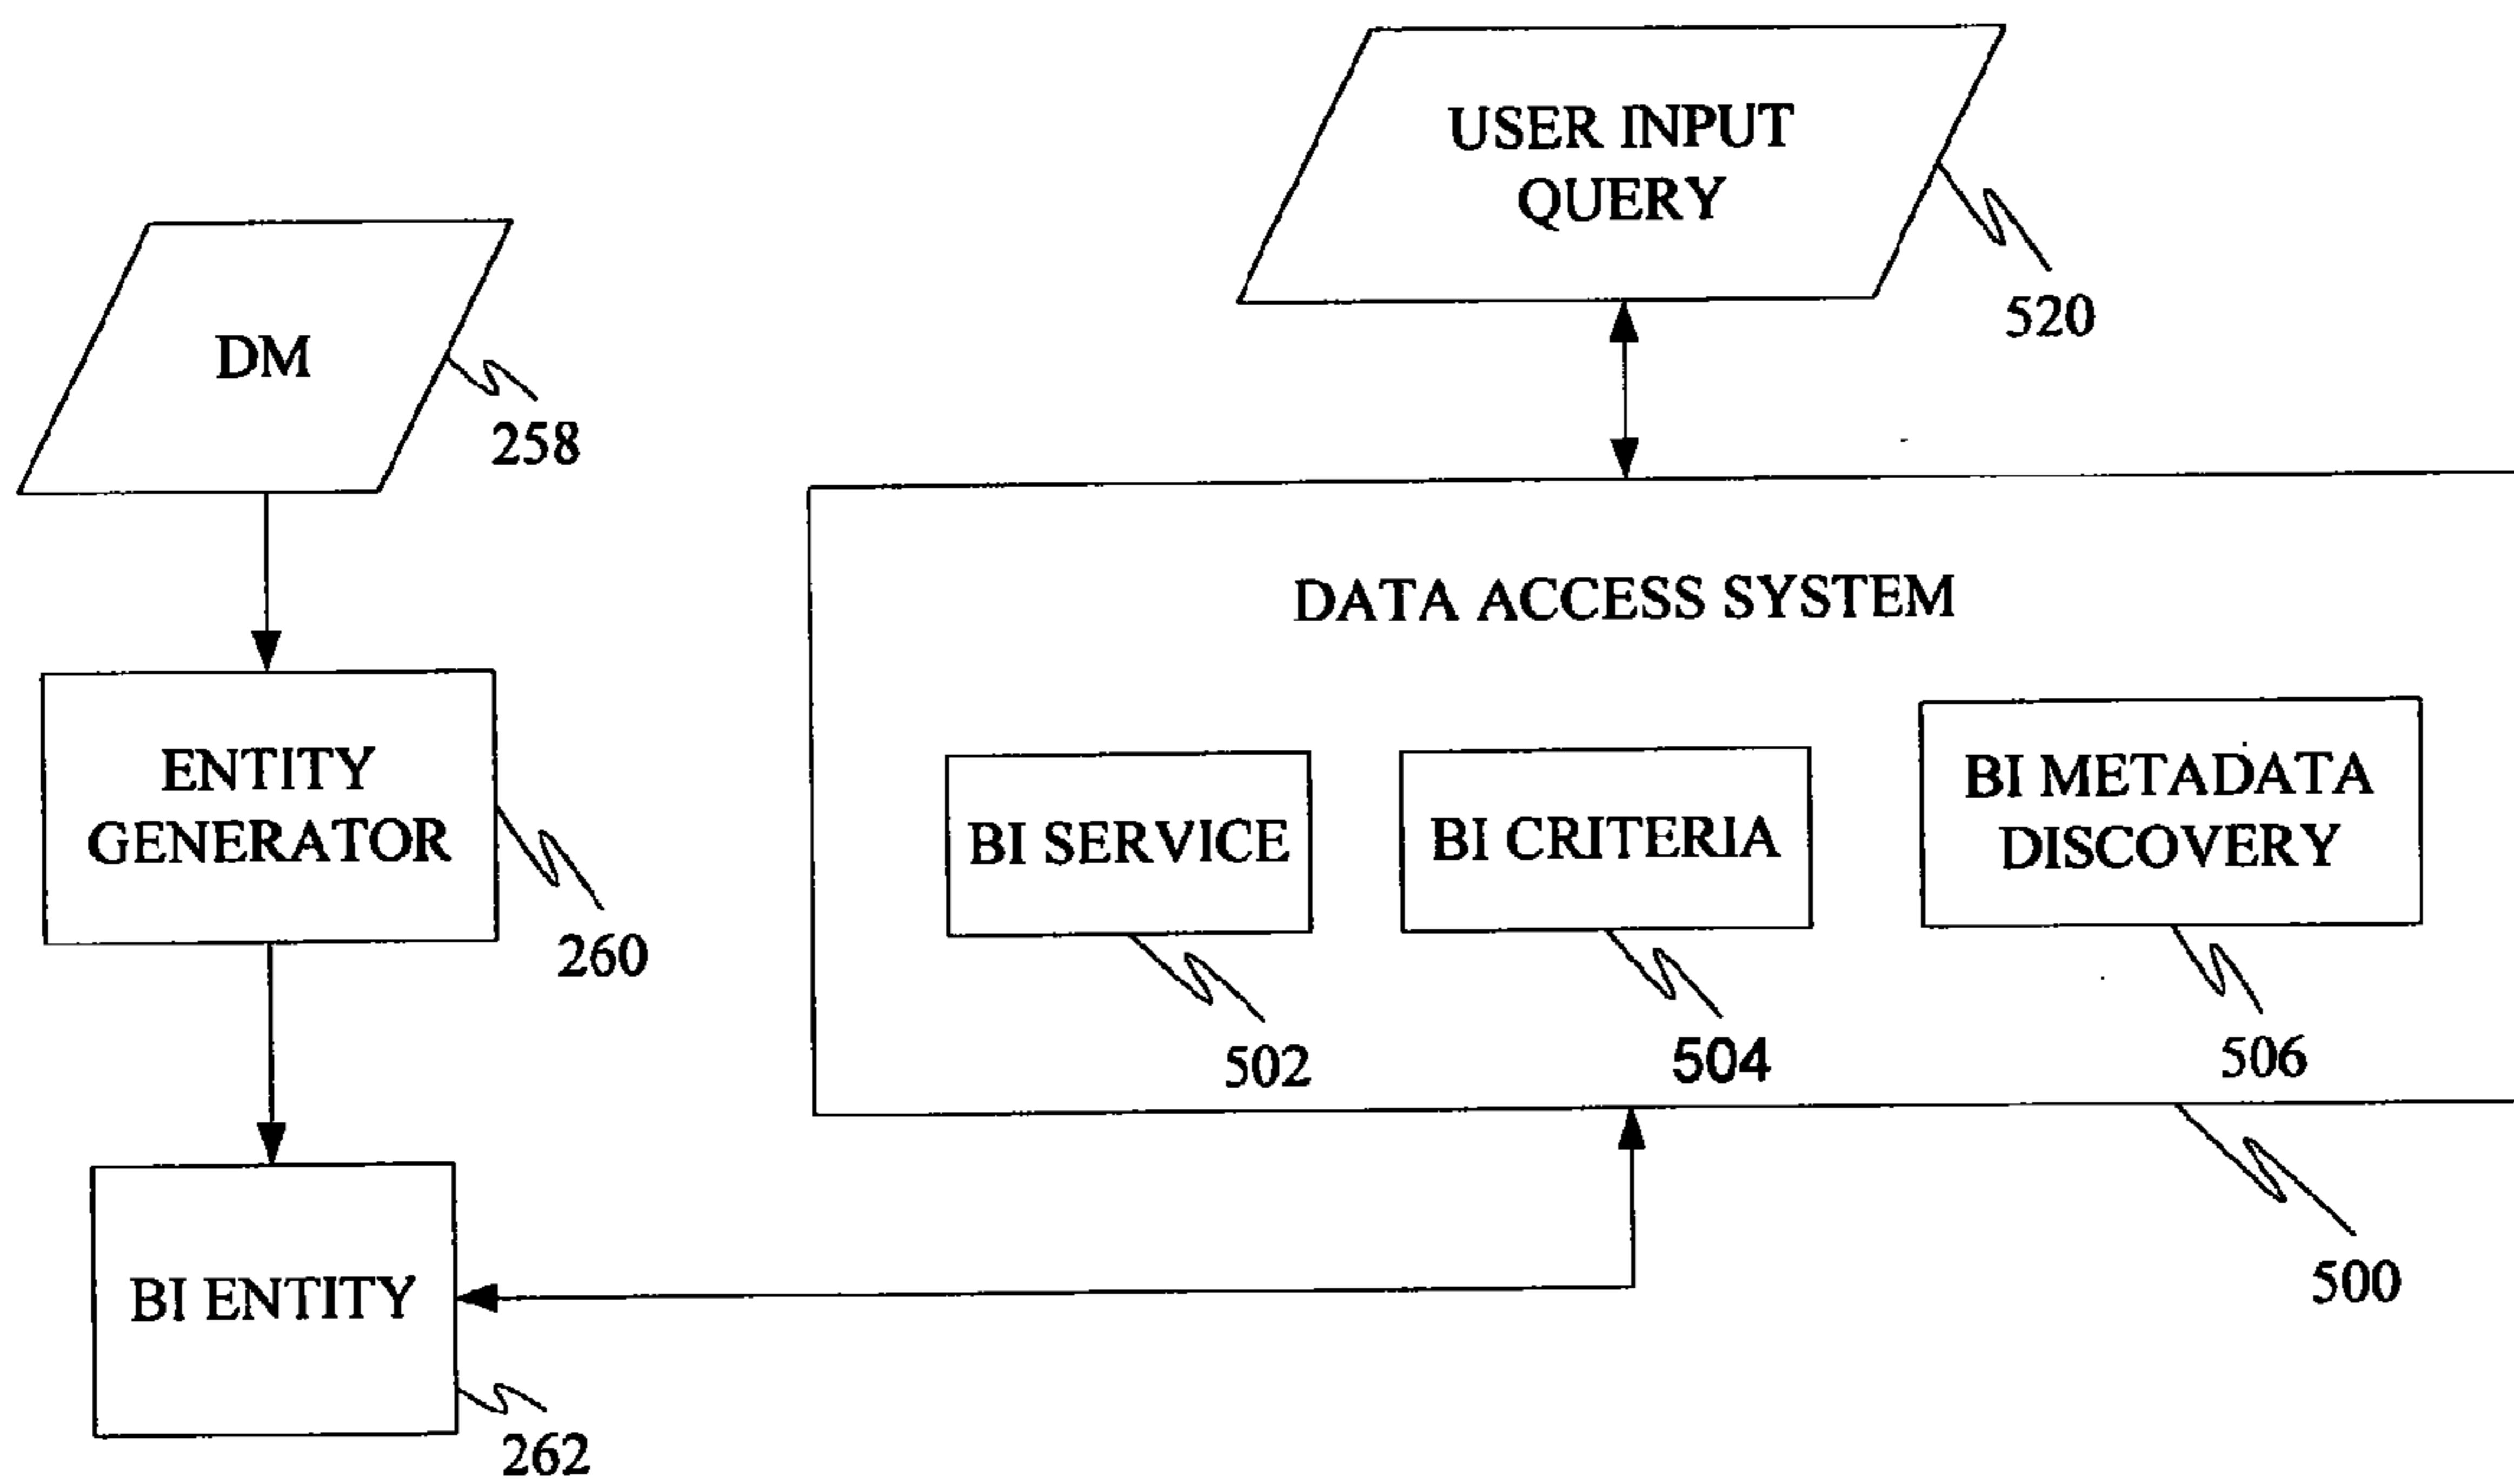 USER INPUT
QUERY
520
DM
258
DATA ACCESS SYSTEM
ENTITY
GENERATOR
260
BI SERVICE
502
BI CRITERIA
504
BI METADATA
DISCOVERY
506
500
BI ENTITY
262